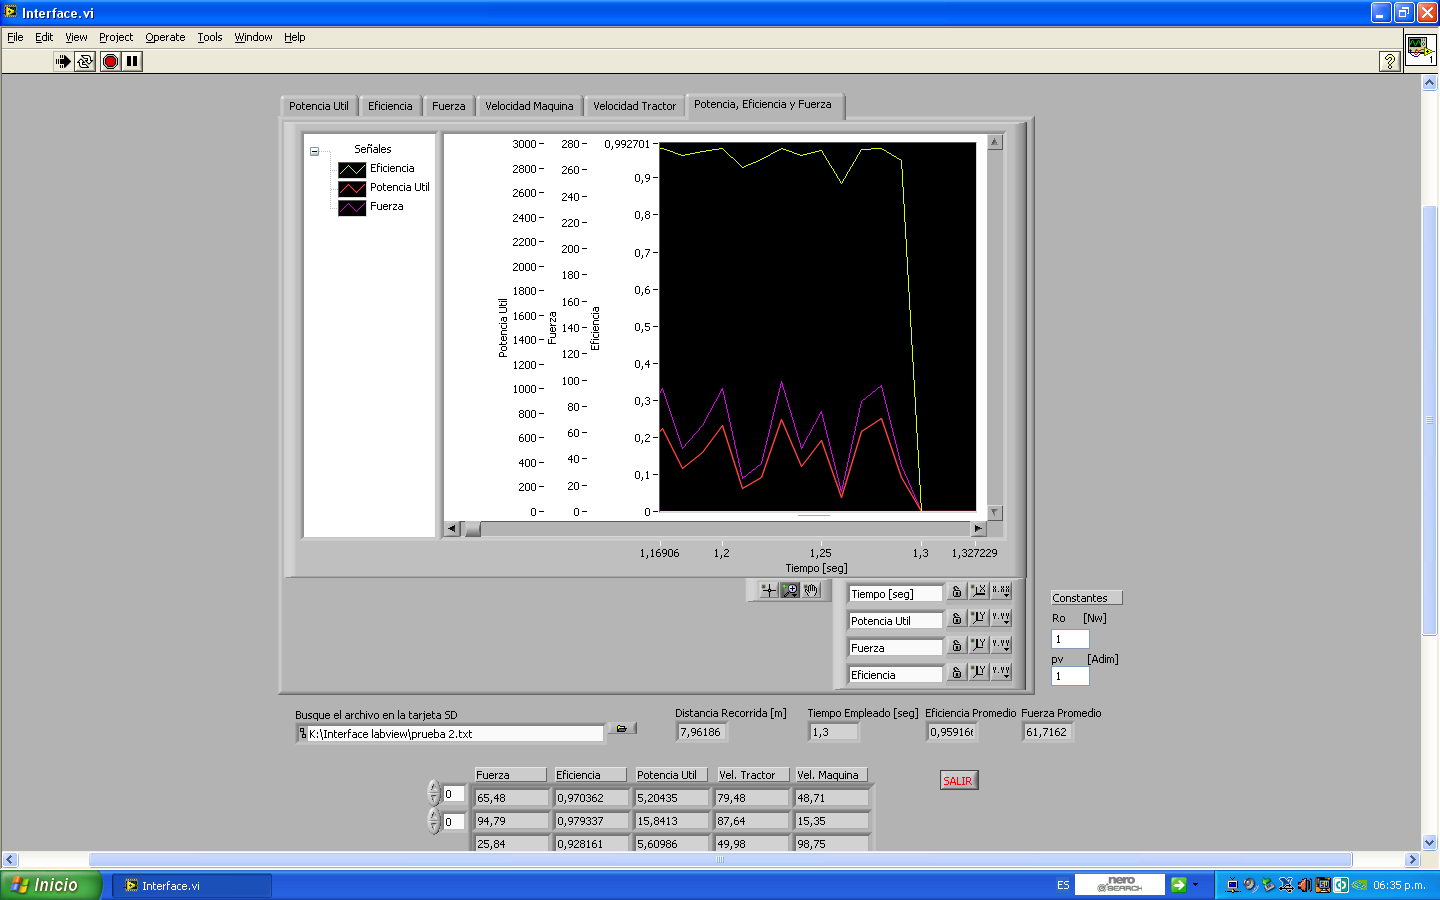 Interface.vi
File Edit View Project Operate Tools Window Help
?
1
Potencia Util Eficiencia Fuerza Velocidad Maquina Velocidad Tractor Potencia, Eficiencia y Fuerza
Señales
Eficiencia
Potencia Util
Fuerza
3000 280 0,992701
2800 260 0,9
2600 240 0,8
2400 220 0,7
2200 200 0,6
2000 180 0,5
1800 160 0,4
1600 140 0,3
1400 120 0,2
1200 100 0,1
1000 80 0
800 60
600 40
400 20
200 0
0
Potencia Util
Fuerza
Eficiencia
1,16906 1,2 1,25 1,3 1,327229
Tiempo [seg]
Tiempo [seg]
Potencia Util
Fuerza
Eficiencia
Constantes
Ro [Nw]
1
pv [Adim]
1
Busque el archivo en la tarjeta SD
K:\Interface labview\prueba 2.txt
Distancia Recorrida [m] Tiempo Empleado [seg] Eficiencia Promedio Fuerza Promedio
7,96186 1,3 0,95916 61,7162
Fuerza Eficiencia Potencia Util Vel. Tractor Vel. Maquina
0 65,48 0,970362 5,20435 79,48 48,71
0 94,79 0,979337 15,8413 87,64 15,35
25,84 0,928161 5,60986 49,98 98,75
SALIR
Inicio
Interface.vi
ES
nero
SEARCH
06:35 p.m.